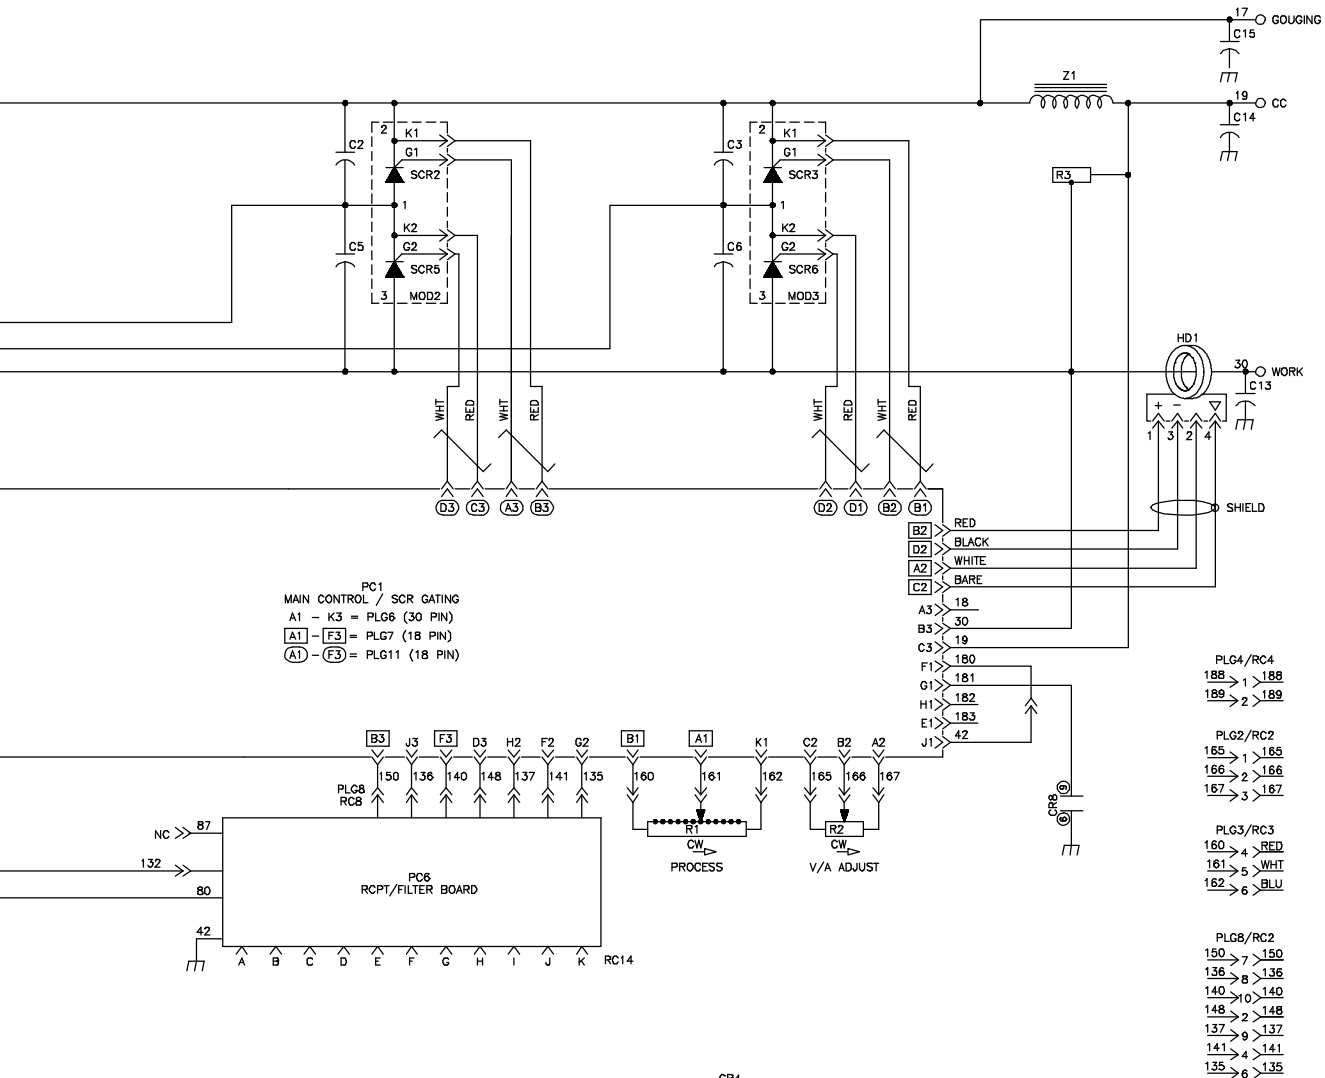 17 GOUGING
C15
Z1
19 CC
C14
2 K1
G1
C2
SCR2
1
K2
G2
C5
SCR5
3 MOD2
2 K1
G1
C3
SCR3
1
K2
G2
C6
SCR6
3 MOD3
R3
HD1
30 WORK
C13
+ −
1 3 2 4
WHT RED WHT RED
WHT RED WHT RED
D3 C3 A3 B3
D2 D1 B2 B1
SHIELD
B2 RED
D2 BLACK
A2 WHITE
C2 BARE
A3 18
B3 30
C3 19
F1 180
G1 181
H1 182
E1 183
J1 42
PC1
MAIN CONTROL / SCR GATING
A1 – K3 = PLG6 (30 PIN)
A1 – F3 = PLG7 (18 PIN)
A1 – F3 = PLG11 (18 PIN)
B3 J3 F3 D3 H2 F2 G2 B1 A1 K1 C2 B2 A2
150 136 140 148 137 141 135 160 161 162 165 166 167
PLG8
RC8
R1
CW
PROCESS
R2
CW
V/A ADJUST
9
CR8
6
NC 87
132
80
42
PC6
RCPT/FILTER BOARD
A B C D E F G H I J K RC14
PLG4/RC4
188 1 188
189 2 189
PLG2/RC2
165 1 165
166 2 166
167 3 167
PLG3/RC3
160 4 RED
161 5 WHT
162 6 BLU
PLG8/RC2
150 7 150
136 8 136
140 10 140
148 2 148
137 9 137
141 4 141
135 6 135